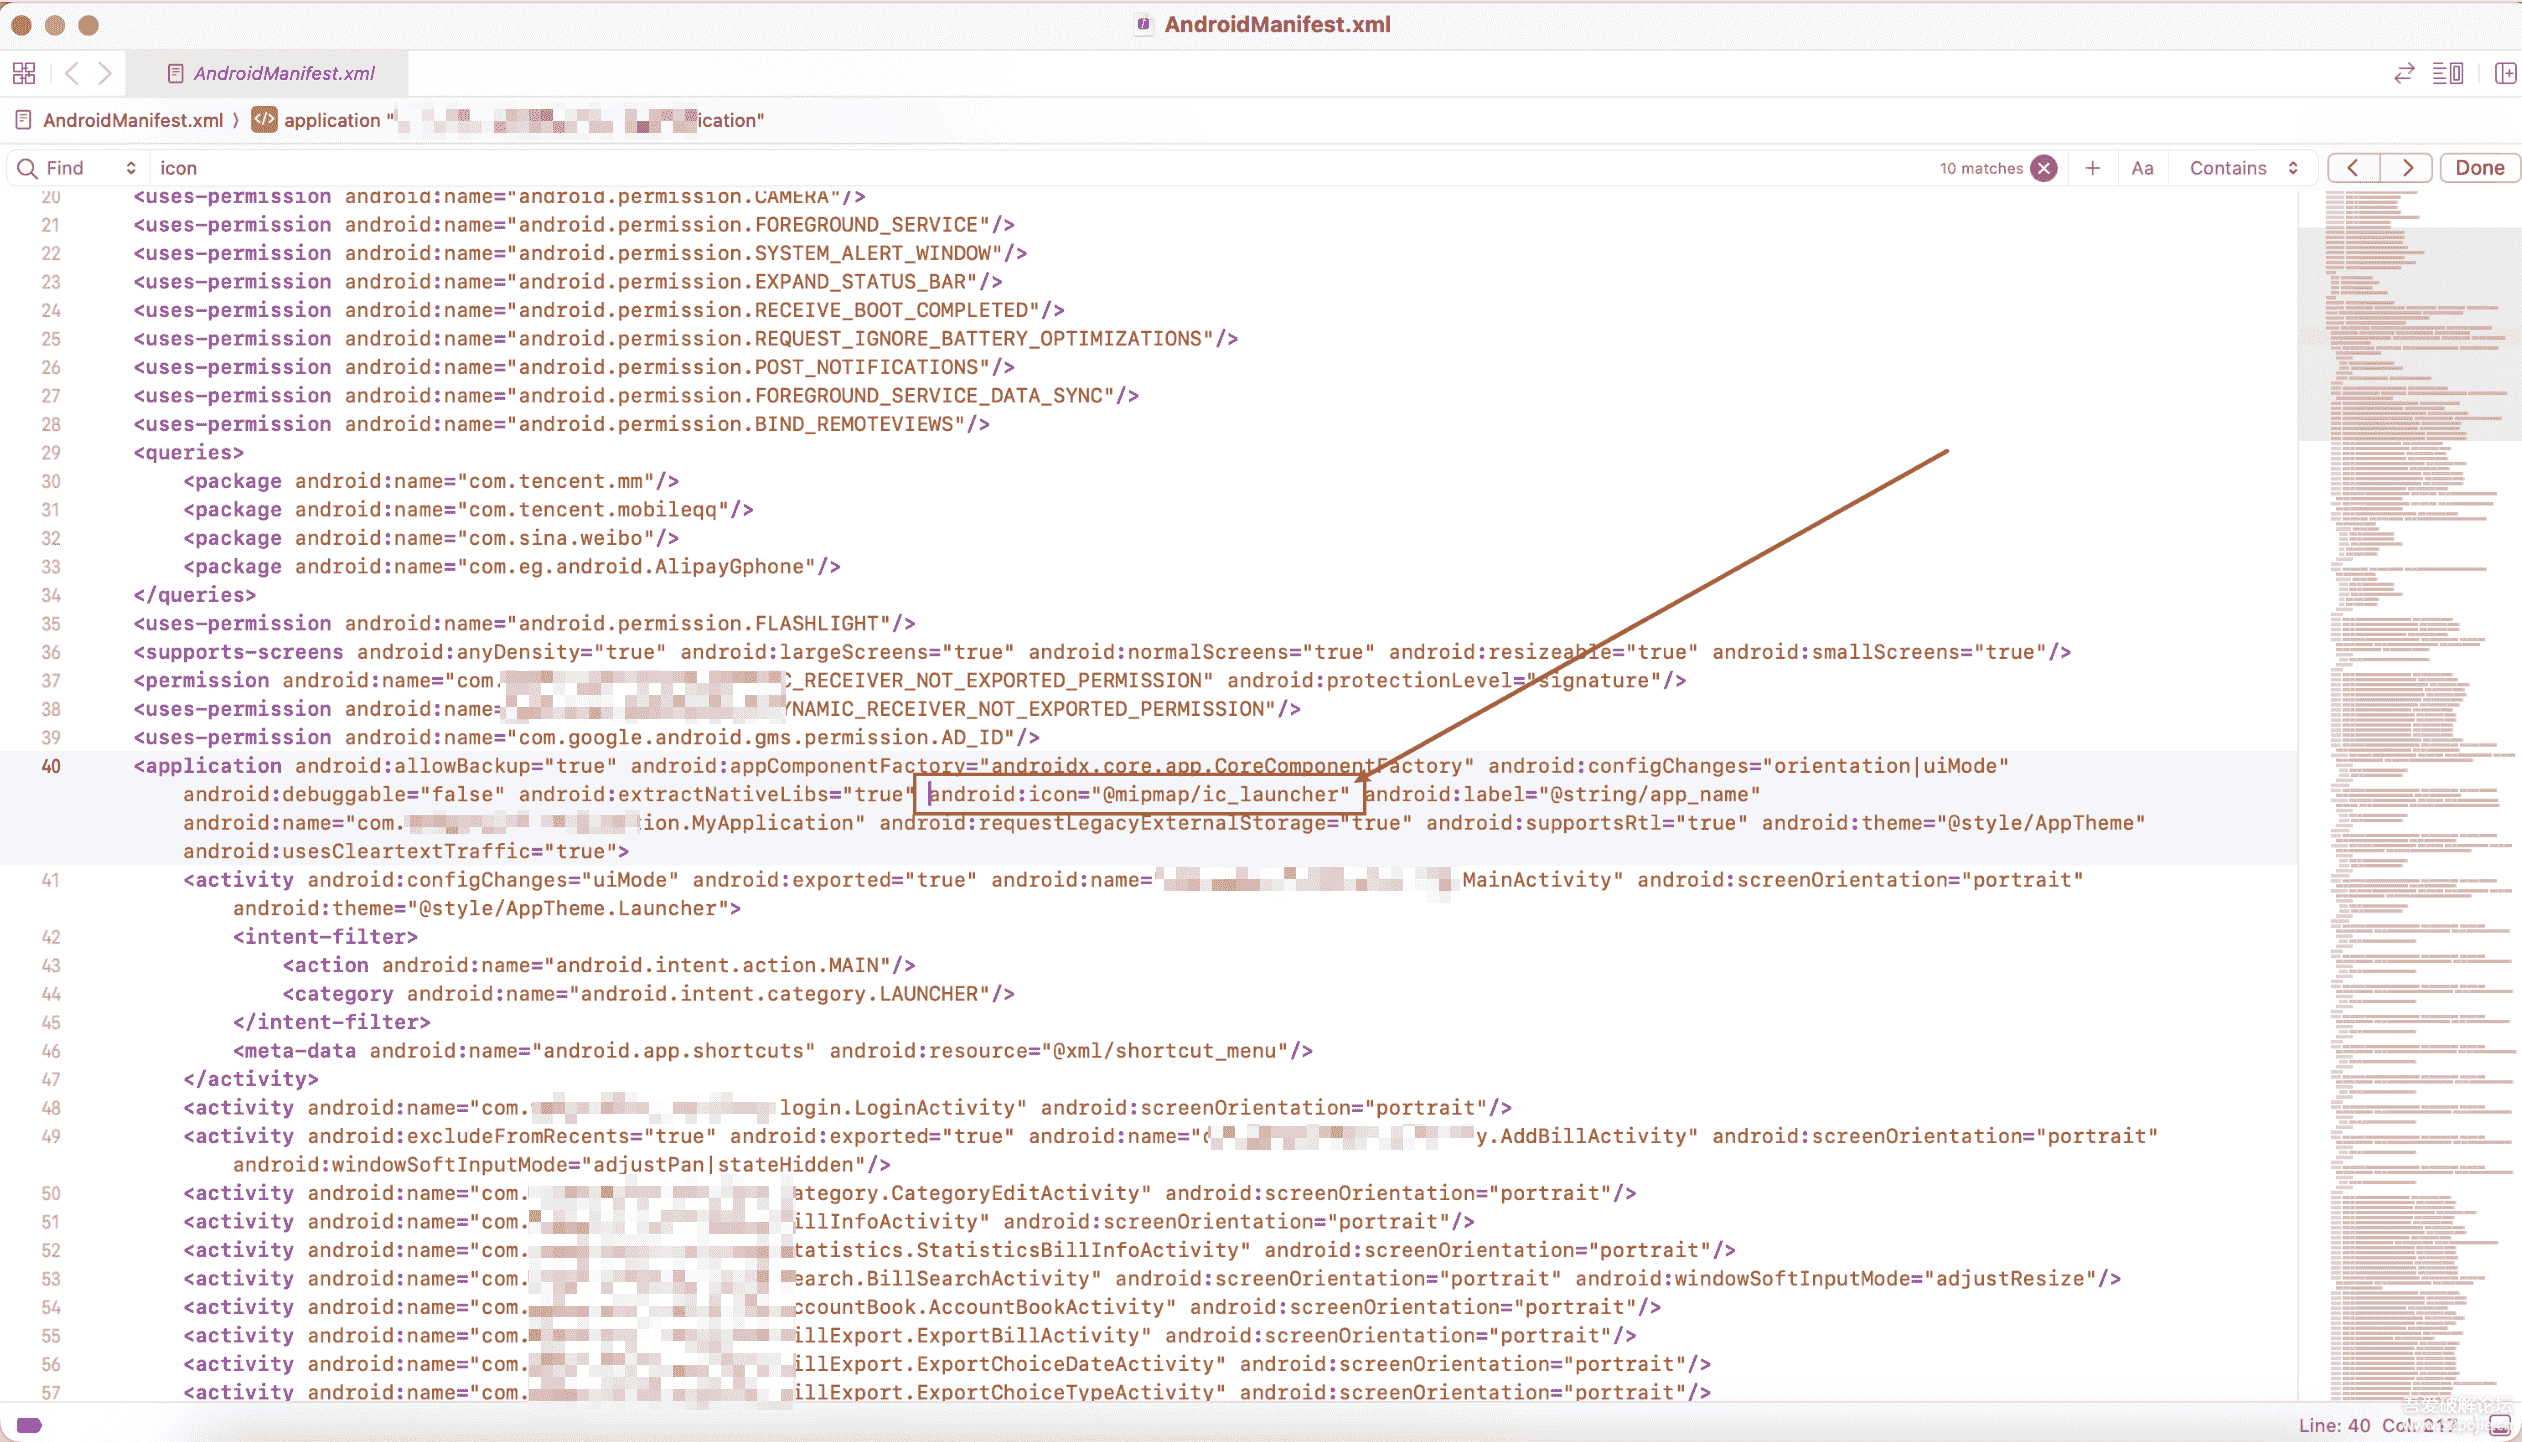 AndroidManifest.xml
AndroidManifest.xml
AndroidManifest.xml application " ication"
Find icon 10 matches + Aa Contains Done
20 <uses-permission android:name="android.permission.CAMERA"/>
21 <uses-permission android:name="android.permission.FOREGROUND_SERVICE"/>
22 <uses-permission android:name="android.permission.SYSTEM_ALERT_WINDOW"/>
23 <uses-permission android:name="android.permission.EXPAND_STATUS_BAR"/>
24 <uses-permission android:name="android.permission.RECEIVE_BOOT_COMPLETED"/>
25 <uses-permission android:name="android.permission.REQUEST_IGNORE_BATTERY_OPTIMIZATIONS"/>
26 <uses-permission android:name="android.permission.POST_NOTIFICATIONS"/>
27 <uses-permission android:name="android.permission.FOREGROUND_SERVICE_DATA_SYNC"/>
28 <uses-permission android:name="android.permission.BIND_REMOTEVIEWS"/>
29 <queries>
30 <package android:name="com.tencent.mm"/>
31 <package android:name="com.tencent.mobileqq"/>
32 <package android:name="com.sina.weibo"/>
33 <package android:name="com.eg.android.AlipayGphone"/>
34 </queries>
35 <uses-permission android:name="android.permission.FLASHLIGHT"/>
36 <supports-screens android:anyDensity="true" android:largeScreens="true" android:normalScreens="true" android:resizeable="true" android:smallScreens="true"/>
37 <permission android:name="com. C_RECEIVER_NOT_EXPORTED_PERMISSION" android:protectionLevel="signature"/>
38 <uses-permission android:name= YNAMIC_RECEIVER_NOT_EXPORTED_PERMISSION"/>
39 <uses-permission android:name="com.google.android.gms.permission.AD_ID"/>
40 <application android:allowBackup="true" android:appComponentFactory="androidx.core.app.CoreComponentFactory" android:configChanges="orientation|uiMode"
android:debuggable="false" android:extractNativeLibs="true" android:icon="@mipmap/ic_launcher" android:label="@string/app_name"
android:name="com. tion.MyApplication" android:requestLegacyExternalStorage="true" android:supportsRtl="true" android:theme="@style/AppTheme"
android:usesCleartextTraffic="true">
41 <activity android:configChanges="uiMode" android:exported="true" android:name=" MainActivity" android:screenOrientation="portrait"
android:theme="@style/AppTheme.Launcher">
42 <intent-filter>
43 <action android:name="android.intent.action.MAIN"/>
44 <category android:name="android.intent.category.LAUNCHER"/>
45 </intent-filter>
46 <meta-data android:name="android.app.shortcuts" android:resource="@xml/shortcut_menu"/>
47 </activity>
48 <activity android:name="com. login.LoginActivity" android:screenOrientation="portrait"/>
49 <activity android:excludeFromRecents="true" android:exported="true" android:name="c y.AddBillActivity" android:screenOrientation="portrait"
android:windowSoftInputMode="adjustPan|stateHidden"/>
50 <activity android:name="com. ategory.CategoryEditActivity" android:screenOrientation="portrait"/>
51 <activity android:name="com. illInfoActivity" android:screenOrientation="portrait"/>
52 <activity android:name="com. tatistics.StatisticsBillInfoActivity" android:screenOrientation="portrait"/>
53 <activity android:name="com. earch.BillSearchActivity" android:screenOrientation="portrait" android:windowSoftInputMode="adjustResize"/>
54 <activity android:name="com. ccountBook.AccountBookActivity" android:screenOrientation="portrait"/>
55 <activity android:name="com. illExport.ExportBillActivity" android:screenOrientation="portrait"/>
56 <activity android:name="com. illExport.ExportChoiceDateActivity" android:screenOrientation="portrait"/>
57 <activity android:name="com. illExport.ExportChoiceTypeActivity" android:screenOrientation="portrait"/>
吾爱破解论坛
Line: 40 Col: 217